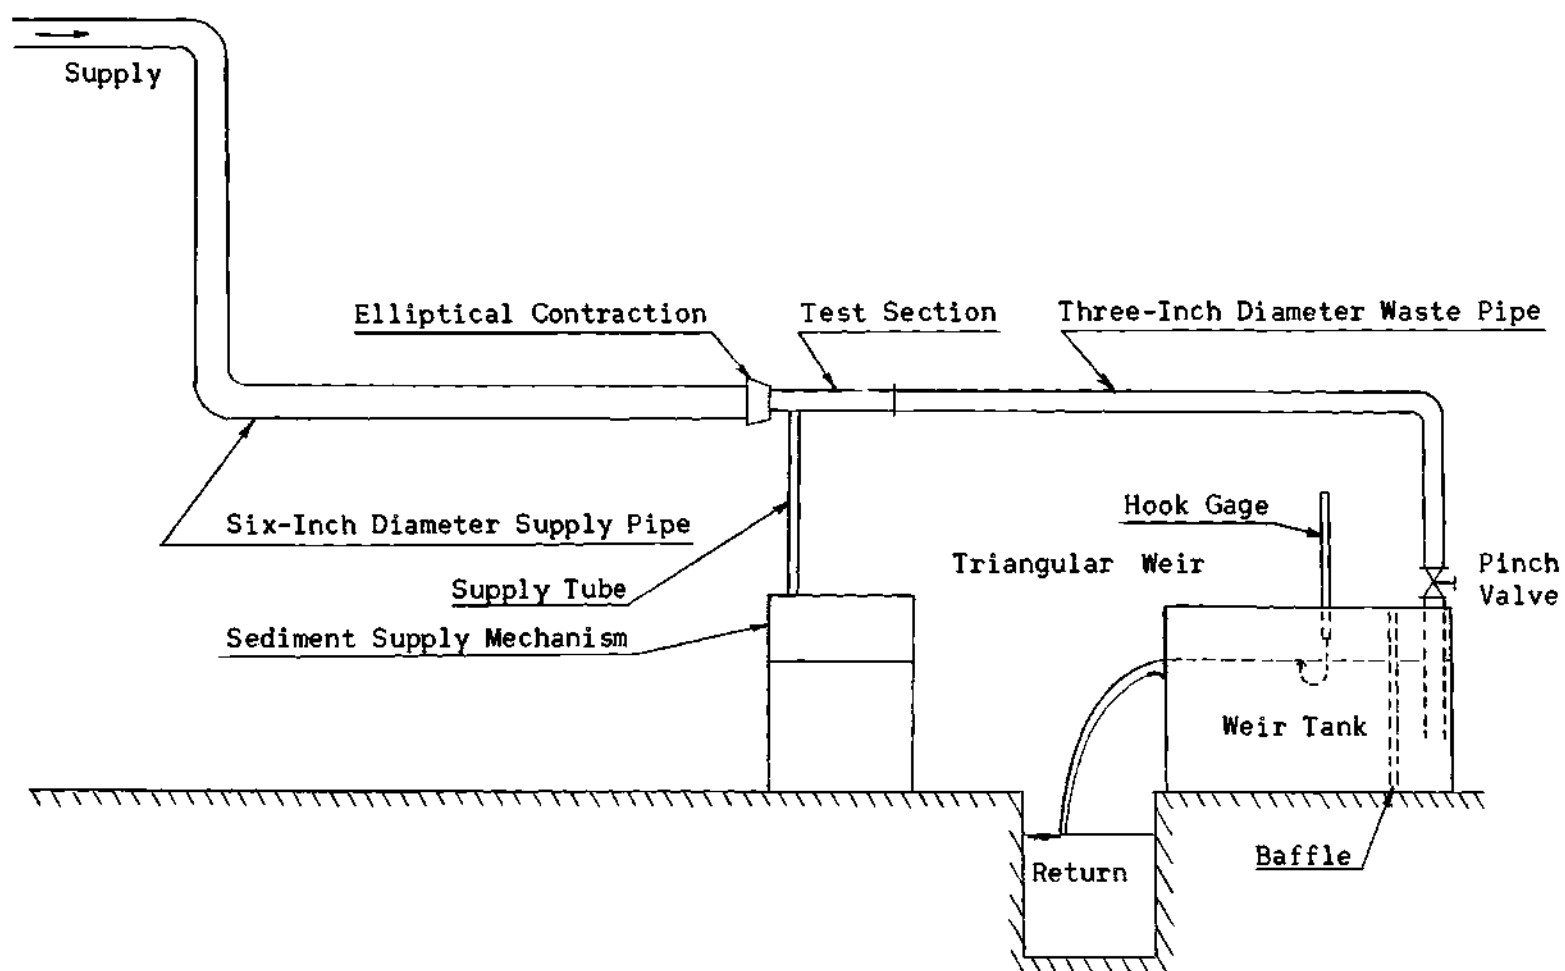 Supply
Elliptical Contraction
Test Section
Three-Inch Diameter Waste Pipe
Hook Gage
Six-Inch Diameter Supply Pipe
Triangular Weir
Pinch
Valve
Supply Tube
Sediment Supply Mechanism
Weir Tank
Baffle
Return